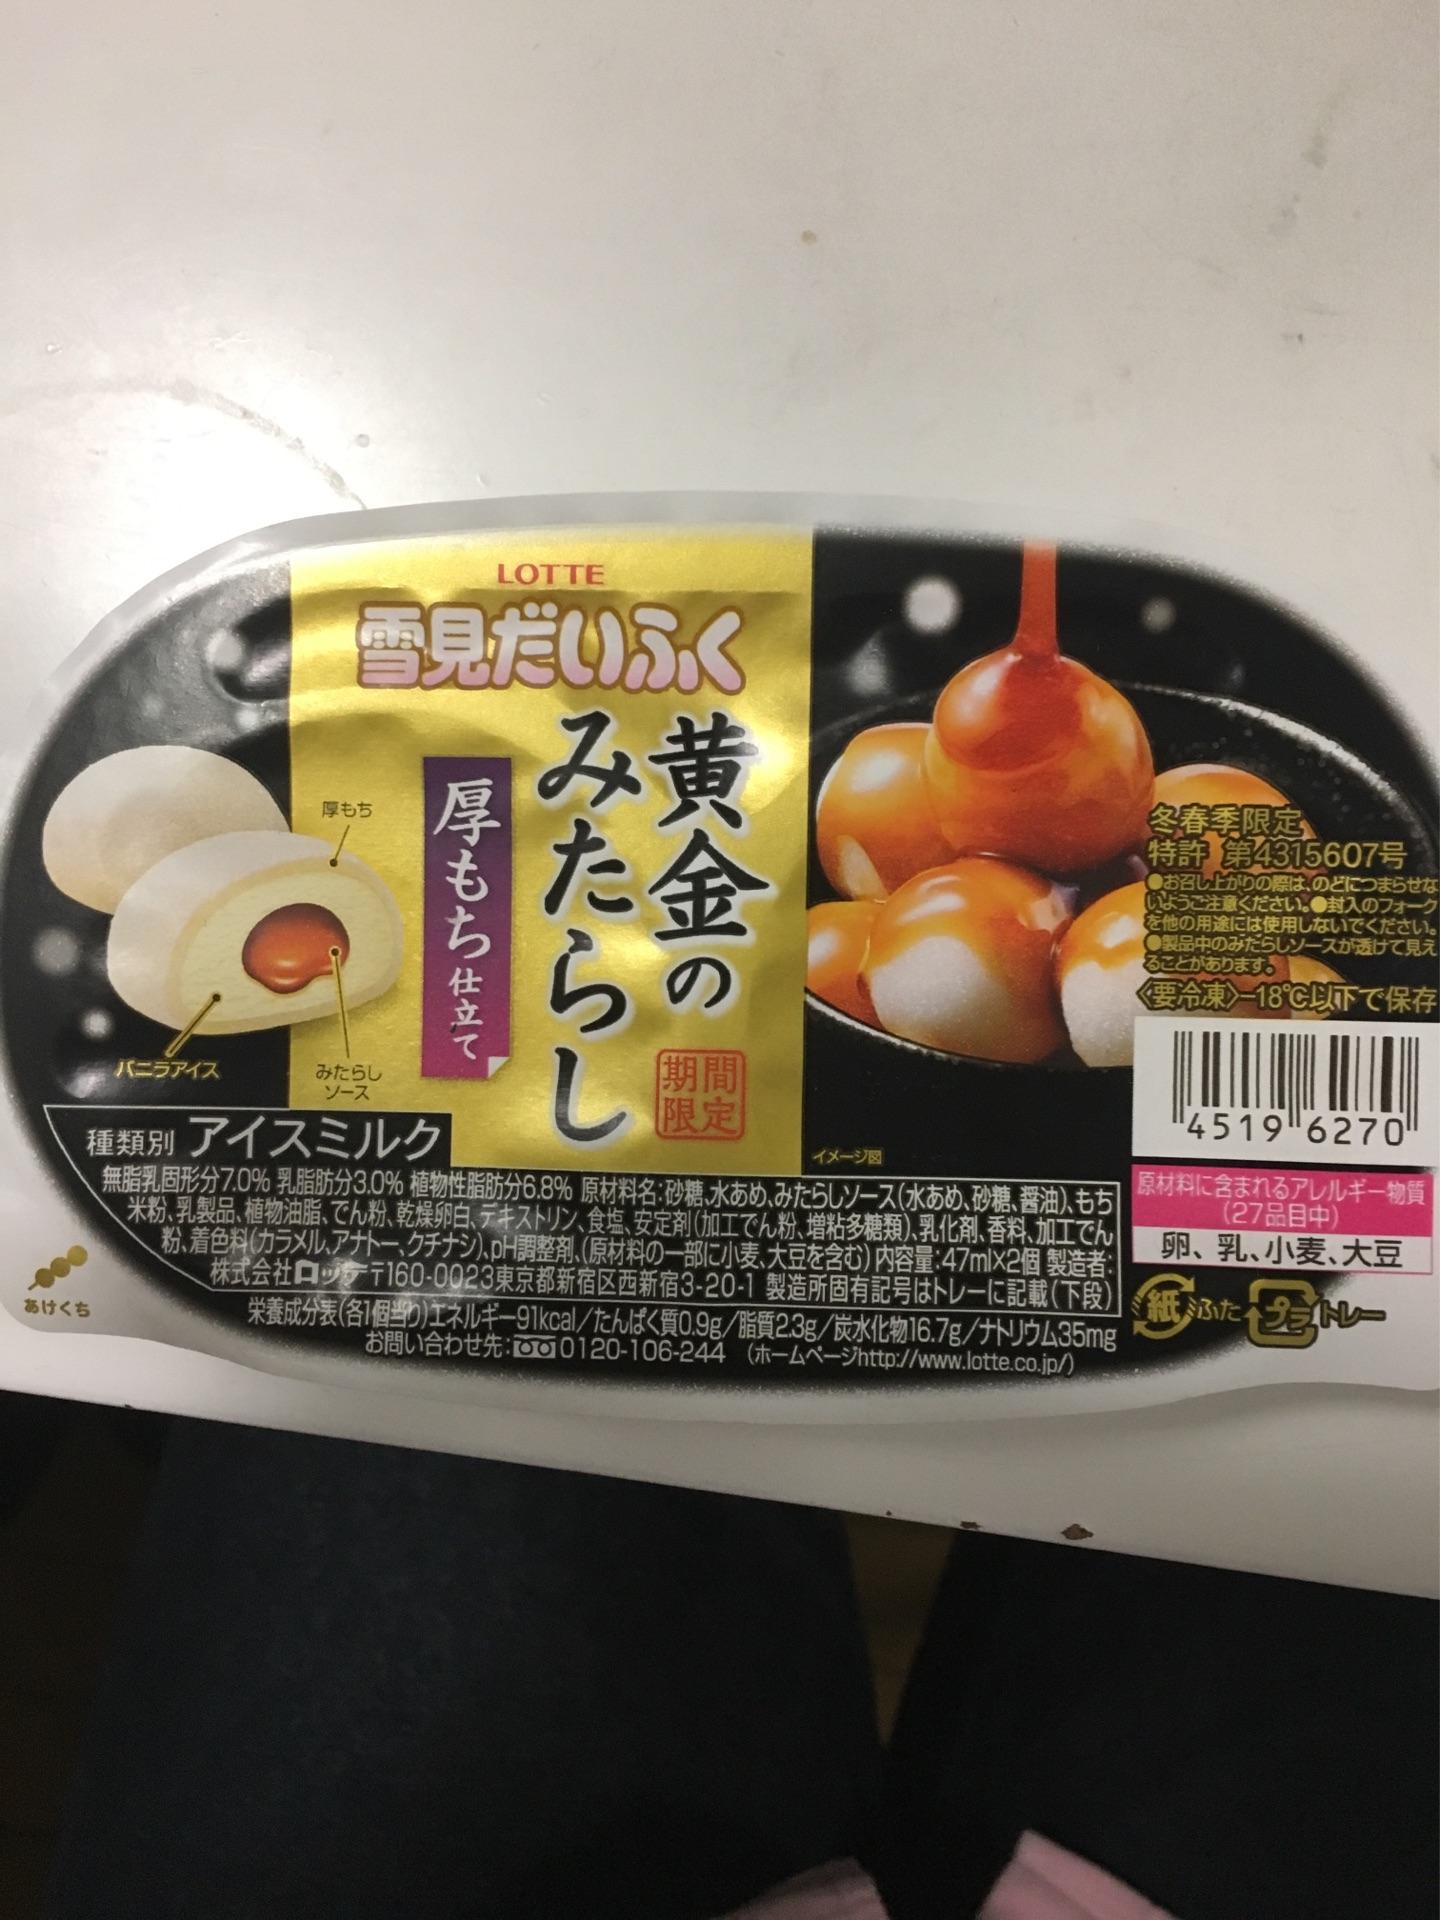 LOTTE
雪見だいふく
黄金の
みたらし
厚もち仕立て
期間
限定
厚もち
バニラアイス
みたらし
ソース
イメージ図
冬春季限定
特許 第4315607号
●お召し上がりの際は、のどにつまらせな
いようご注意ください。●封入のフォーク
を他の用途には使用しないでください。
●製品中のみたらしソースが透けて見え
ることがあります。
〈要冷凍〉-18℃以下で保存
4519 6270
原材料に含まれるアレルギー物質
(27品目中)
卵、乳、小麦、大豆
紙 ふた プラ トレー
種類別 アイスミルク
無脂乳固形分7.0% 乳脂肪分3.0% 植物性脂肪分6.8% 原材料名:砂糖、水あめ、みたらしソース(水あめ、砂糖、醤油)、もち
米粉、乳製品、植物油脂、でん粉、乾燥卵白、デキストリン、食塩、安定剤(加工でん粉、増粘多糖類)、乳化剤、香料、加工でん
粉、着色料(カラメル、アナトー、クチナシ)、pH調整剤、(原材料の一部に小麦、大豆を含む) 内容量:47ml×2個 製造者:
株式会社ロッテ 〒160-0023東京都新宿区西新宿3-20-1 製造所固有記号はトレーに記載(下段)
栄養成分表(各1個当り)エネルギー91kcal/たんぱく質0.9g/脂質2.3g/炭水化物16.7g/ナトリウム35mg
お問い合わせ先:0120-106-244 (ホームページhttp://www.lotte.co.jp/)
あけくち